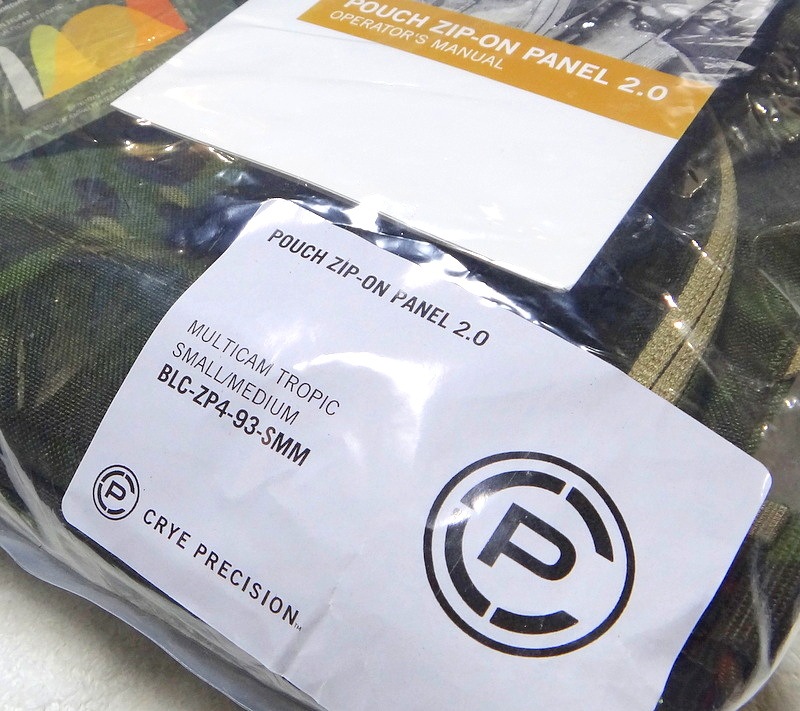 POUCH ZIP-ON PANEL 2.0
OPERATOR'S MANUAL
POUCH ZIP-ON PANEL 2.0
MULTICAM TROPIC
SMALL/MEDIUM
BLC-ZP4-93-SMM
CRYE PRECISION™